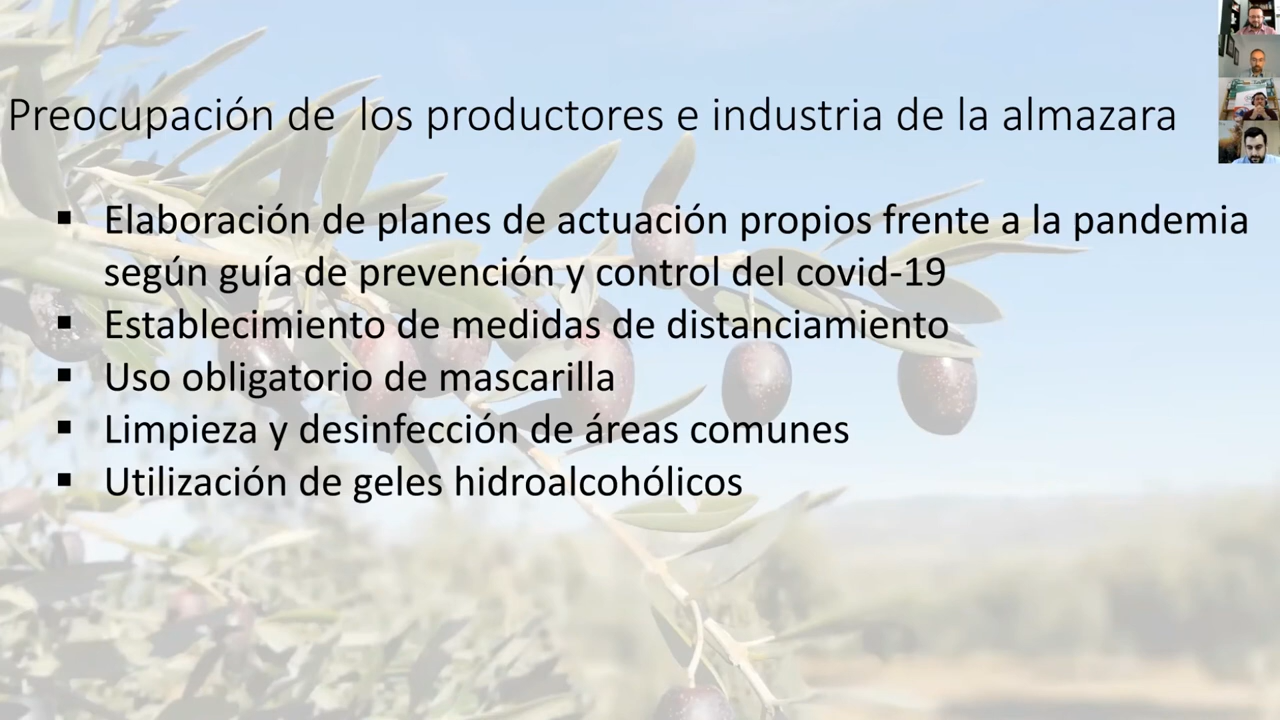 Preocupación de los productores e industria de la almazara
▪ Elaboración de planes de actuación propios frente a la pandemia
según guía de prevención y control del covid-19
▪ Establecimiento de medidas de distanciamiento
▪ Uso obligatorio de mascarilla
▪ Limpieza y desinfección de áreas comunes
▪ Utilización de geles hidroalcohólicos